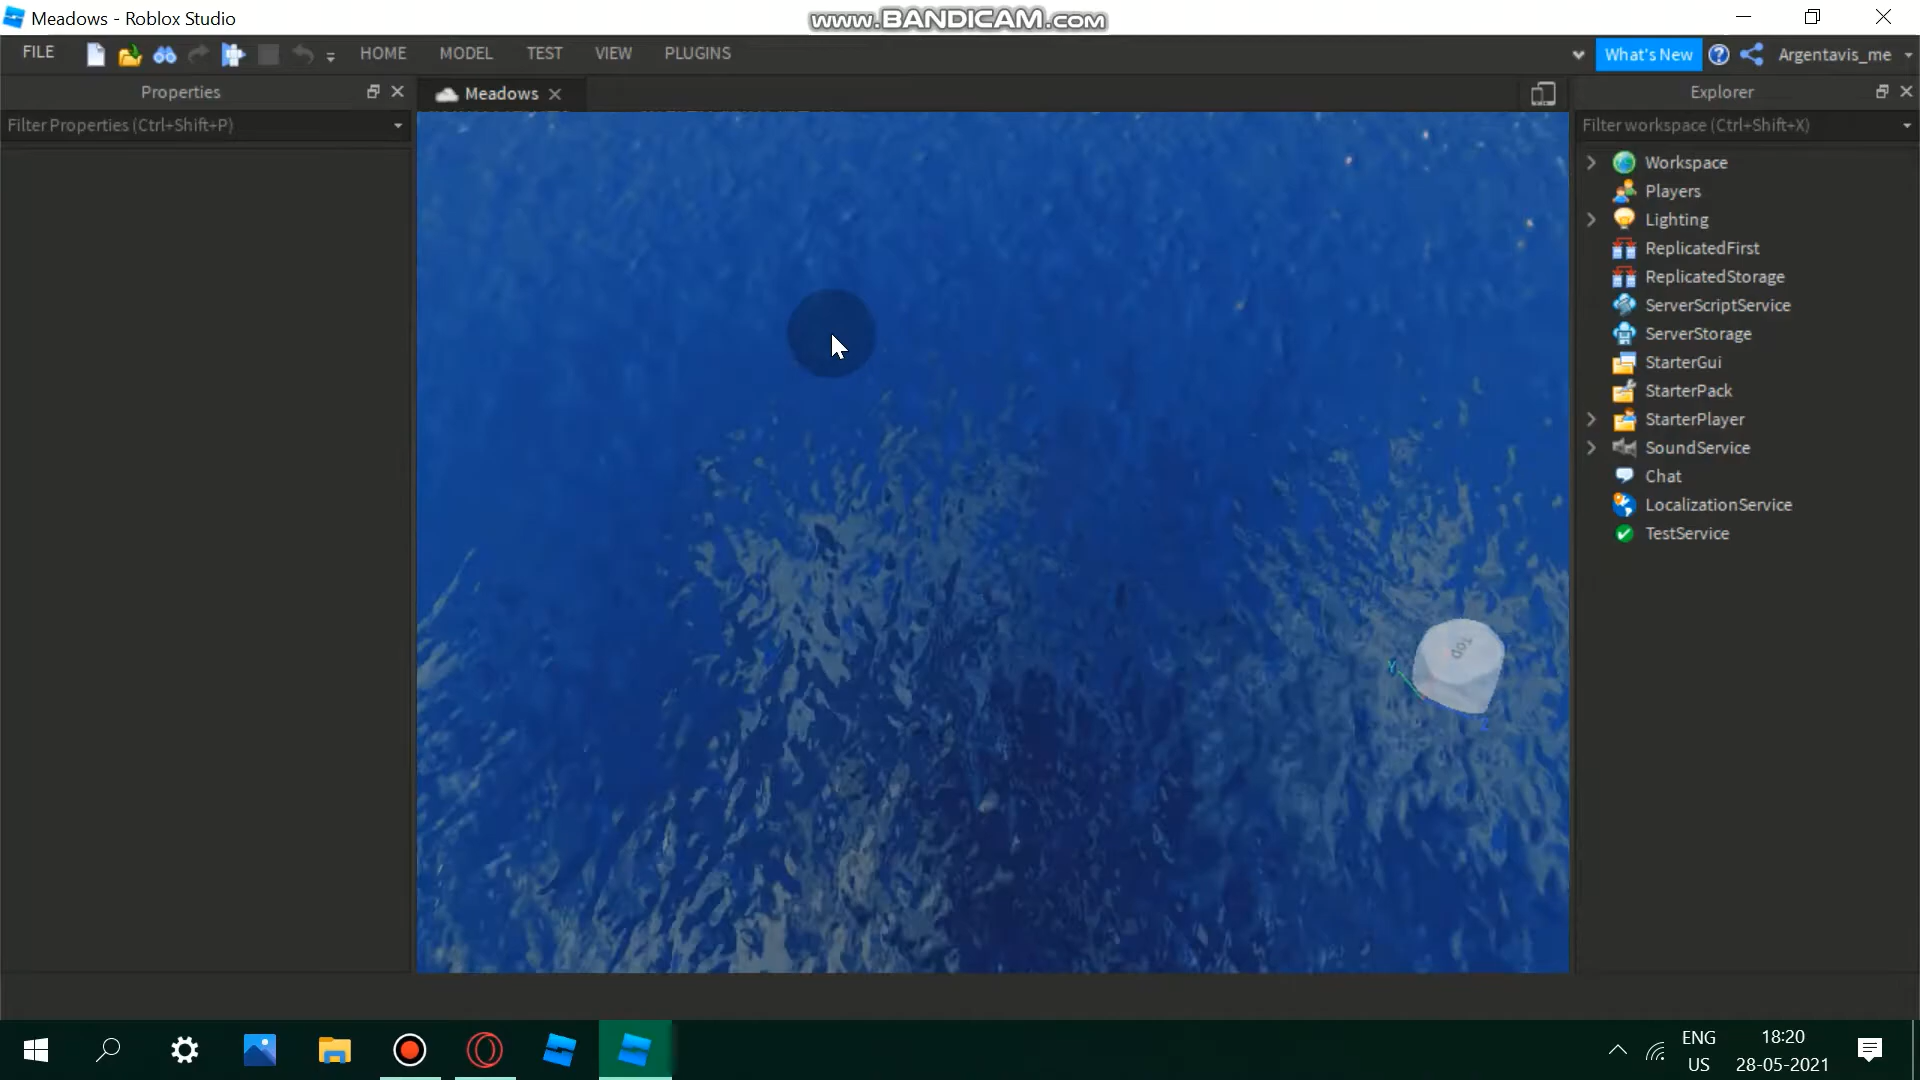 Meadows - Roblox Studio
www.BANDICAM.com
FILE
HOME
MODEL
TEST
VIEW
PLUGINS
What's New
Argentavis_me
Properties
Meadows
Explorer
Filter Properties (Ctrl+Shift+P)
Filter workspace (Ctrl+Shift+X)
Workspace
Players
Lighting
ReplicatedFirst
ReplicatedStorage
ServerScriptService
ServerStorage
StarterGui
StarterPack
StarterPlayer
SoundService
Chat
LocalizationService
TestService
Top
Y
Z
ENG
US
18:20
28-05-2021